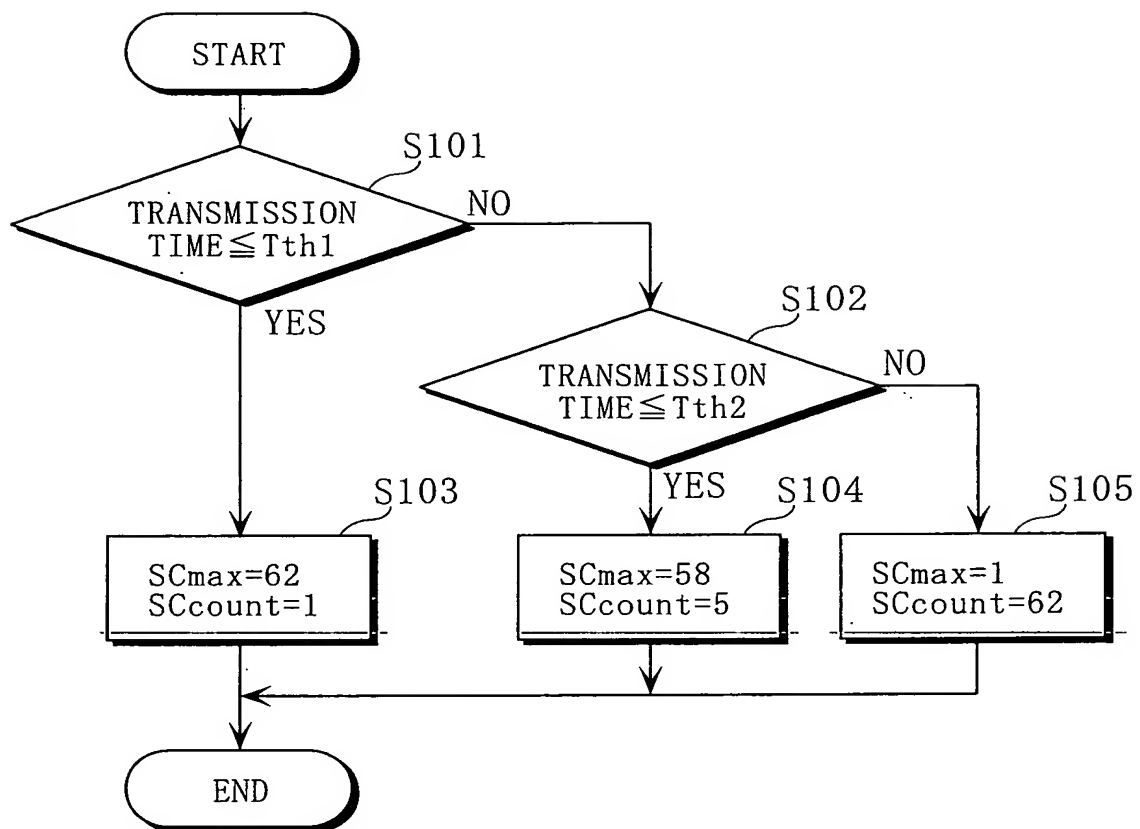 START
S101
TRANSMISSION
TIME≦Tth1
NO
YES
S102
TRANSMISSION
TIME≦Tth2
NO
YES
S103
SCmax=62
SCcount=1
S104
SCmax=58
SCcount=5
S105
SCmax=1
SCcount=62
END